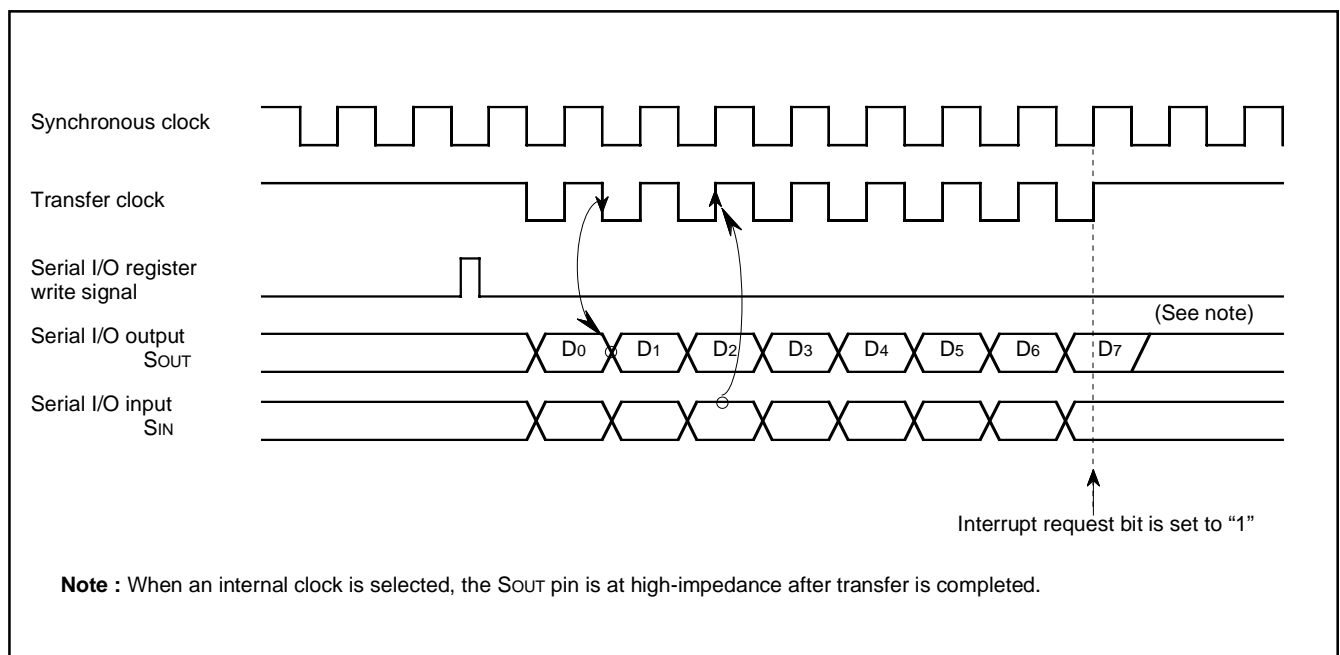 Synchronous clock
Transfer clock
Serial I/O register
write signal
(See note)
Serial I/O output
SOUT
D0 D1 D2 D3 D4 D5 D6 D7
Serial I/O input
SIN
Interrupt request bit is set to “1”
Note : When an internal clock is selected, the SOUT pin is at high-impedance after transfer is completed.